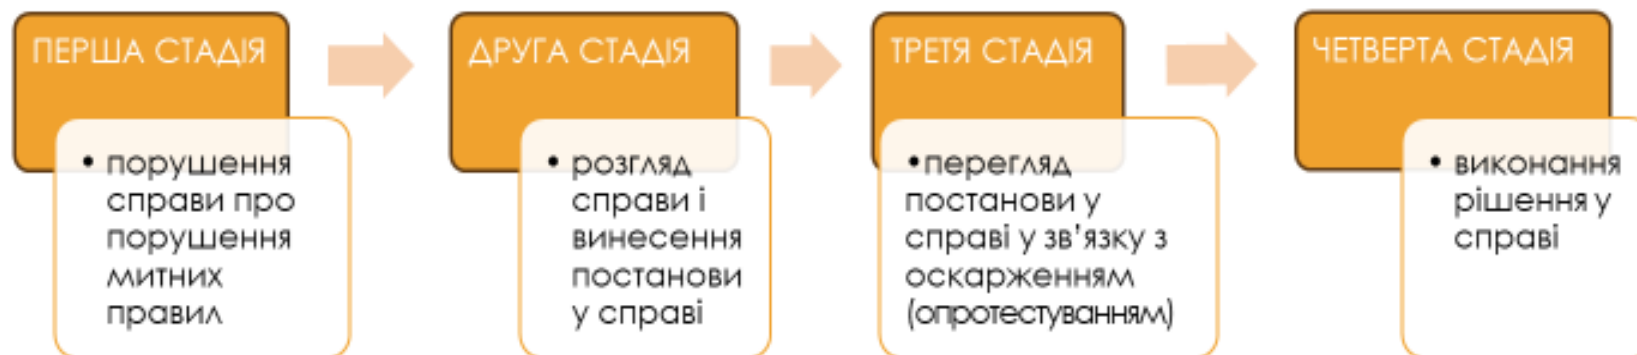 ПЕРША СТАДІЯ
• порушення
справи про
порушення
митних
правил
ДРУГА СТАДІЯ
• розгляд
справи і
винесення
постанови
у справі
ТРЕТЯ СТАДІЯ
•перегляд
постанови у
справі у зв’язку з
оскарженням
(опротестуванням)
ЧЕТВЕРТА СТАДІЯ
• виконання
рішення у
справі